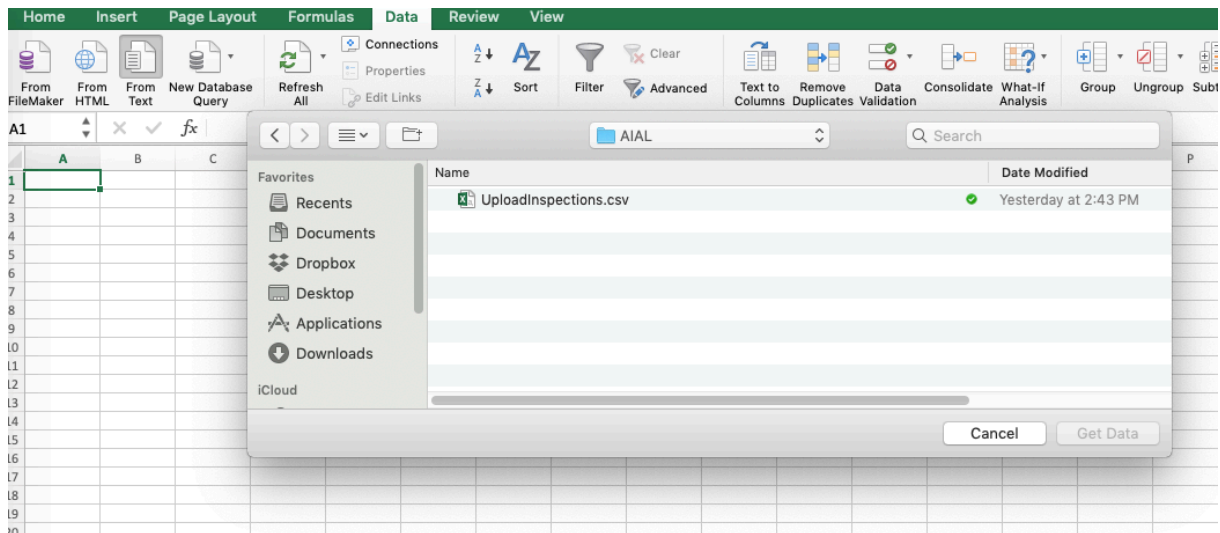 Home Insert Page Layout Formulas Data Review View
Connections
Properties
Edit Links
Clear
Advanced
From FileMaker
From HTML
From Text
New Database Query
Refresh All
A Z
Z A
AZ
Sort
Filter
Text to Columns
Remove Duplicates
Data Validation
Consolidate
What-If Analysis
Group
Ungroup
Subt
A1 fx
AIAL
Search
A B C P
1
2
3
4
5
6
7
8
9
10
11
12
13
14
15
16
17
18
19
20
Favorites
Recents
Documents
Dropbox
Desktop
Applications
Downloads
iCloud
Name Date Modified
UploadInspections.csv Yesterday at 2:43 PM
Cancel Get Data